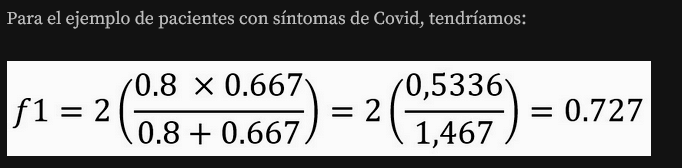 Para el ejemplo de pacientes con síntomas de Covid, tendríamos:
f1 = 2 (0.8 × 0.667 / 0.8 + 0.667) = 2 (0,5336 / 1,467) = 0.727